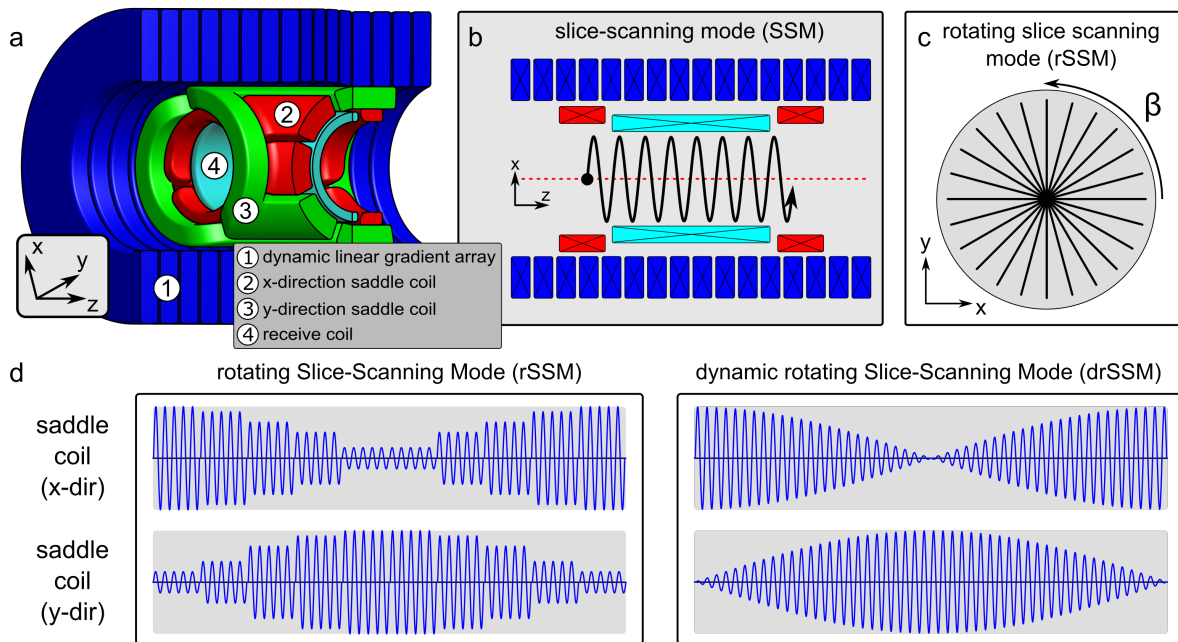 a
2
4
3
1
x
y
z
1 dynamic linear gradient array
2 x-direction saddle coil
3 y-direction saddle coil
4 receive coil
b
slice-scanning mode (SSM)
x
z
c
rotating slice scanning
mode (rSSM)
β
y
x
d
rotating Slice-Scanning Mode (rSSM)
dynamic rotating Slice-Scanning Mode (drSSM)
saddle
coil
(x-dir)
saddle
coil
(y-dir)